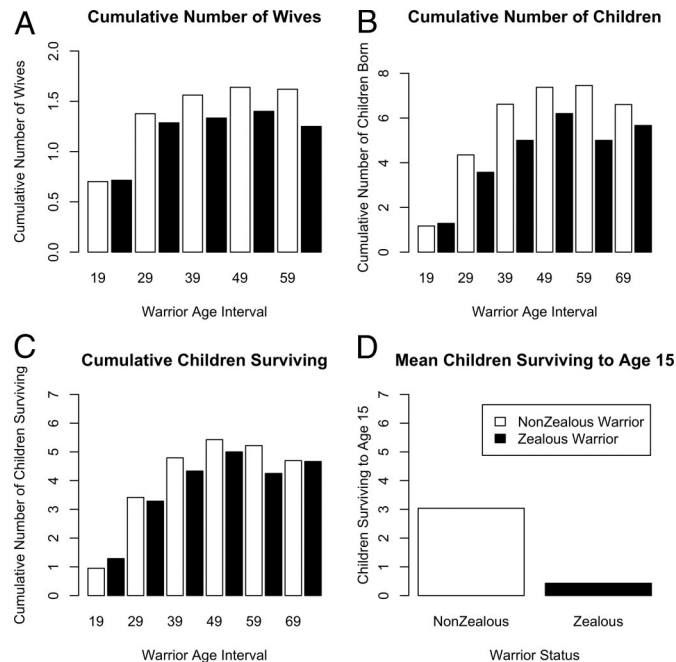 A
Cumulative Number of Wives
Cumulative Number of Wives
0.0 0.5 1.0 1.5 2.0
19 29 39 49 59
Warrior Age Interval
B
Cumulative Number of Children
Cumulative Number of Children Born
0 2 4 6 8
19 29 39 49 59 69
Warrior Age Interval
C
Cumulative Children Surviving
Cumulative Number of Children Surviving
0 1 2 3 4 5 6 7
19 29 39 49 59 69
Warrior Age Interval
D
Mean Children Surviving to Age 15
Children Surviving to Age 15
0 1 2 3 4 5 6 7
NonZealous Warrior
Zealous Warrior
NonZealous Zealous
Warrior Status